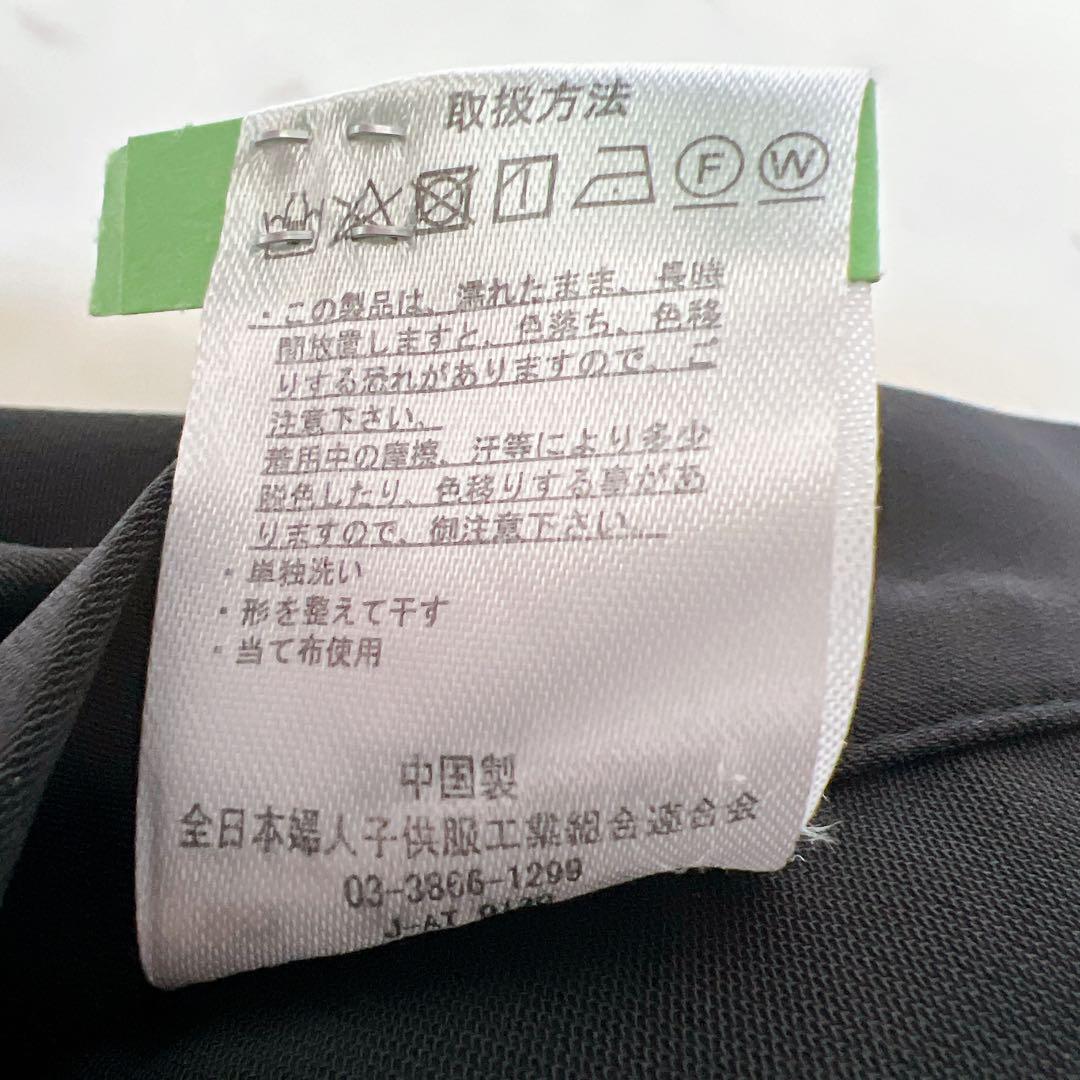 取扱方法
F W
・この製品は、濡れたまま、長時
間放置しますと、色落ち、色移
りする恐れがありますので、ご
注意下さい。
着用中の摩擦、汗等により多少
脱色したり、色移りする事があ
りますので、御注意下さい。
・単独洗い
・形を整えて干す
・当て布使用
中国製
全日本婦人子供服工業組合連合会
03-3866-1299